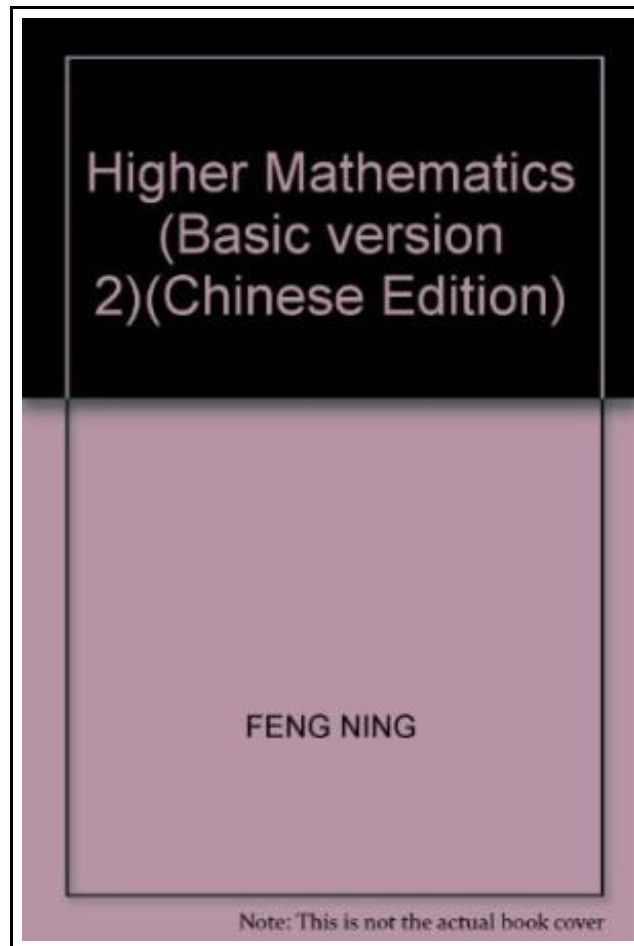 Higher Mathematics
(Basic version
2)(Chinese Edition)
FENG NING
Note: This is not the actual book cover